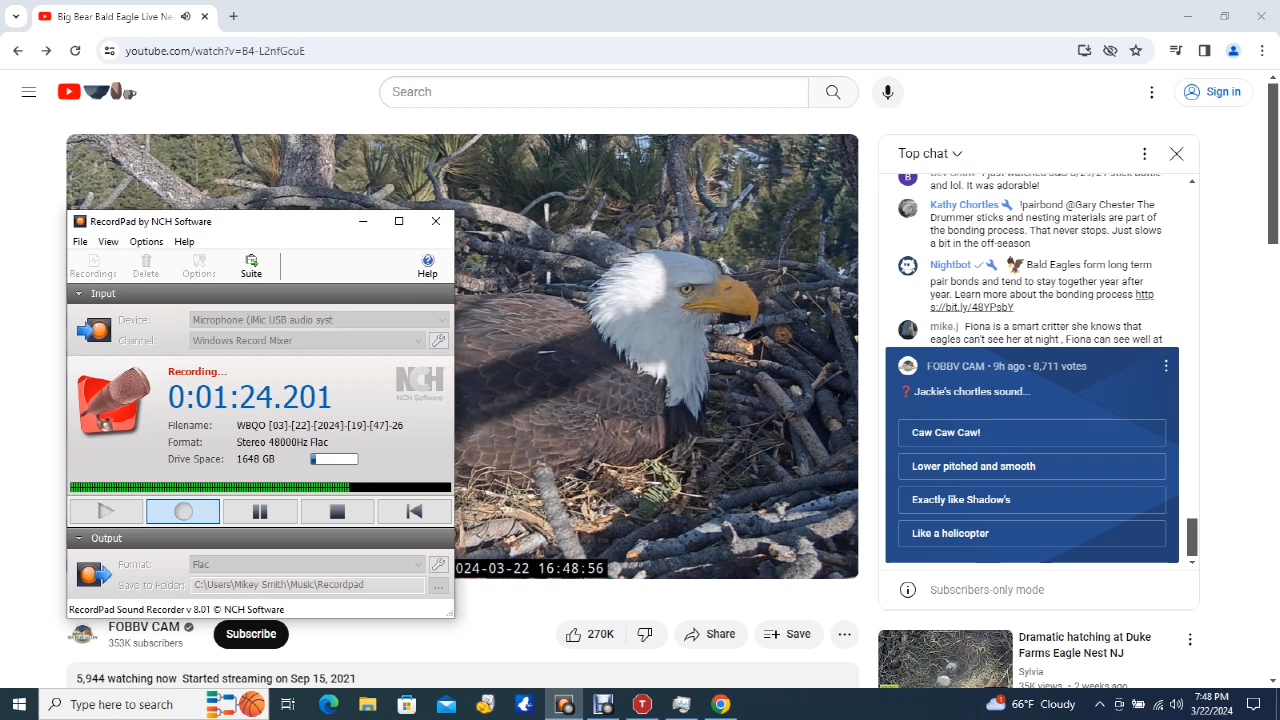 Big Bear Bald Eagle Live Ne
youtube.com/watch?v=B4-L2nfGcuE
Search
Sign in
RecordPad by NCH Software
File View Options Help
Recordings Delete Options Suite Help
Input
Device: Microphone (iMic USB audio syst
Channel: Windows Record Mixer
Recording...
0:01:24.201
NCH
NCH Software
Filename: WBQO [03]-[22]-[2024]-[19]-[47]-26
Format: Stereo 48000Hz Flac
Drive Space: 1648 GB
Output
Format: Flac
Save to Folder: C:\Users\Mikey Smith\Music\Recordpad
...
RecordPad Sound Recorder v 8.01 © NCH Software
024-03-22 16:48:56
FOBBV CAM
353K subscribers
Subscribe
270K
Share
Save
5,944 watching now Started streaming on Sep 15, 2021
Top chat
and lol. It was adorable!
Kathy Chortles !pairbond @Gary Chester The
Drummer sticks and nesting materials are part of
the bonding process. That never stops. Just slows
a bit in the off-season
Nightbot Bald Eagles form long term
pair bonds and tend to stay together year after
year. Learn more about the bonding process http
s://bit.ly/48YPsbY
mike.j Fiona is a smart critter she knows that
eagles can't see her at night , Fiona can see well at
FOBBV CAM • 9h ago • 8,711 votes
❓Jackie's chortles sound...
Caw Caw Caw!
Lower pitched and smooth
Exactly like Shadow's
Like a helicopter
Subscribers-only mode
Dramatic hatching at Duke
Farms Eagle Nest NJ
Sylvia
35K views • 2 weeks ago
Type here to search
66°F Cloudy
7:48 PM
3/22/2024